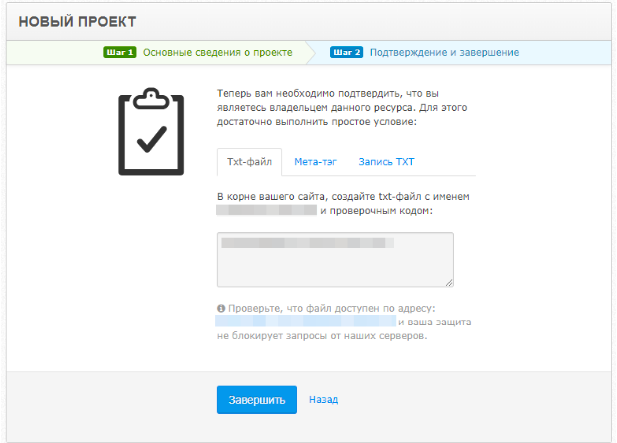 НОВЫЙ ПРОЕКТ
Шаг 1 Основные сведения о проекте Шаг 2 Подтверждение и завершение
Теперь вам необходимо подтвердить, что вы
являетесь владельцем данного ресурса. Для этого
достаточно выполнить простое условие:
Txt-файл Мета-тэг Запись TXT
В корне вашего сайта, создайте txt-файл с именем
и проверочным кодом:
Проверьте, что файл доступен по адресу:
и ваша защита
не блокирует запросы от наших серверов.
Завершить Назад